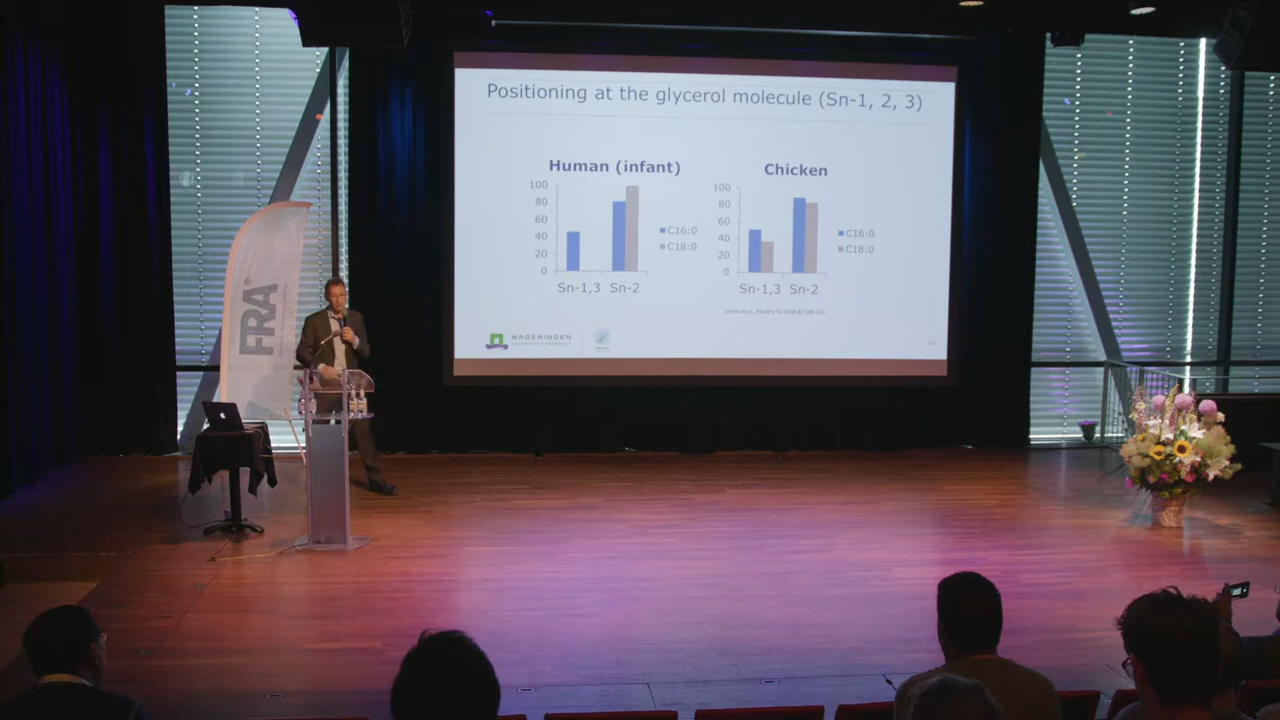 Positioning at the glycerol molecule (Sn-1, 2, 3)
Human (infant)
100
80
60
40
20
0
Sn-1,3 Sn-2
C16:0
C18:0
Chicken
100
80
60
40
20
0
Sn-1,3 Sn-2
C16:0
C18:0
WAGENINGEN
FRA®